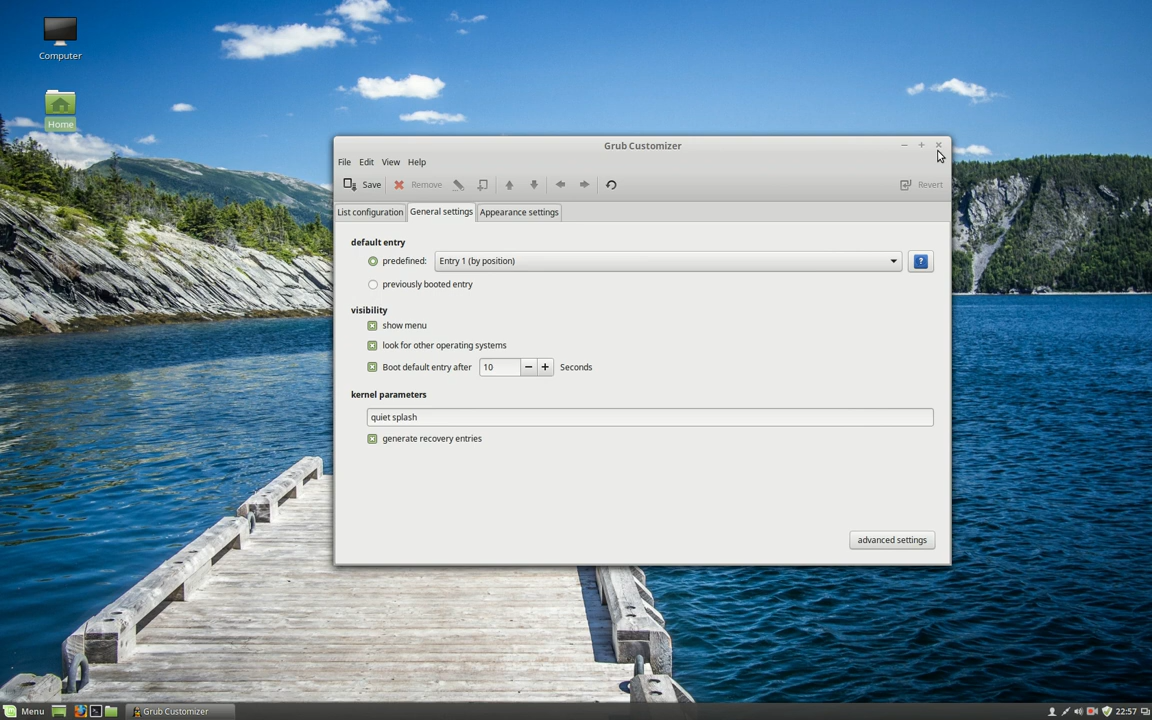 Computer
Home
Grub Customizer
File Edit View Help
Save Remove Revert
List configuration General settings Appearance settings
default entry
predefined: Entry 1 (by position) ?
previously booted entry
visibility
show menu
look for other operating systems
Boot default entry after 10 Seconds
kernel parameters
quiet splash
generate recovery entries
advanced settings
Menu Grub Customizer 22:57